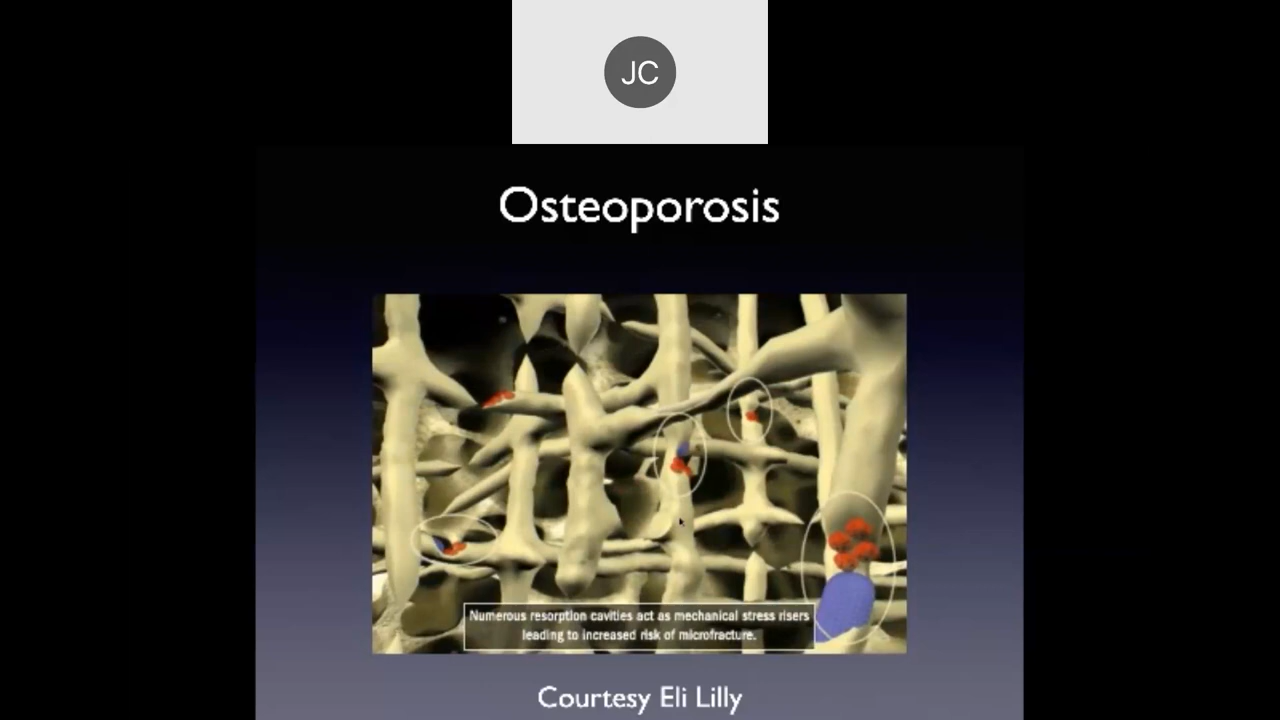 JC
Osteoporosis
Numerous resorption cavities act as mechanical stress risers
leading to increased risk of microfracture.
Courtesy Eli Lilly